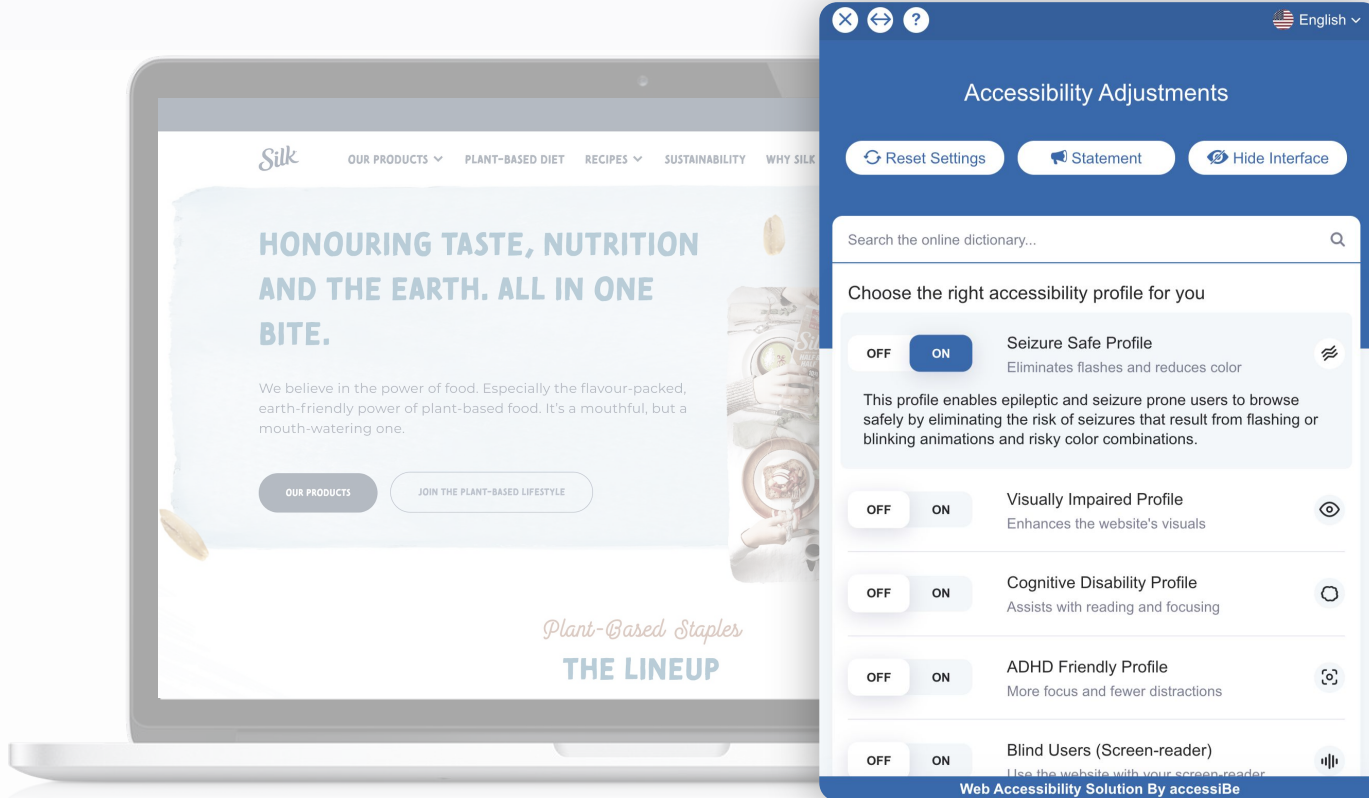 English
Accessibility Adjustments
Reset Settings
Statement
Hide Interface
Search the online dictionary...
Choose the right accessibility profile for you
OFF ON
Seizure Safe Profile
Eliminates flashes and reduces color
This profile enables epileptic and seizure prone users to browse
safely by eliminating the risk of seizures that result from flashing or
blinking animations and risky color combinations.
OFF ON
Visually Impaired Profile
Enhances the website's visuals
OFF ON
Cognitive Disability Profile
Assists with reading and focusing
OFF ON
ADHD Friendly Profile
More focus and fewer distractions
OFF ON
Blind Users (Screen-reader)
Use the website with your screen-reader
Web Accessibility Solution By accessiBe
Silk
OUR PRODUCTS PLANT-BASED DIET RECIPES SUSTAINABILITY WHY SILK
HONOURING TASTE, NUTRITION
AND THE EARTH. ALL IN ONE
BITE.
We believe in the power of food. Especially the flavour-packed,
earth-friendly power of plant-based food. It's a mouthful, but a
mouth-watering one.
OUR PRODUCTS
JOIN THE PLANT-BASED LIFESTYLE
Plant-Based Staples
THE LINEUP